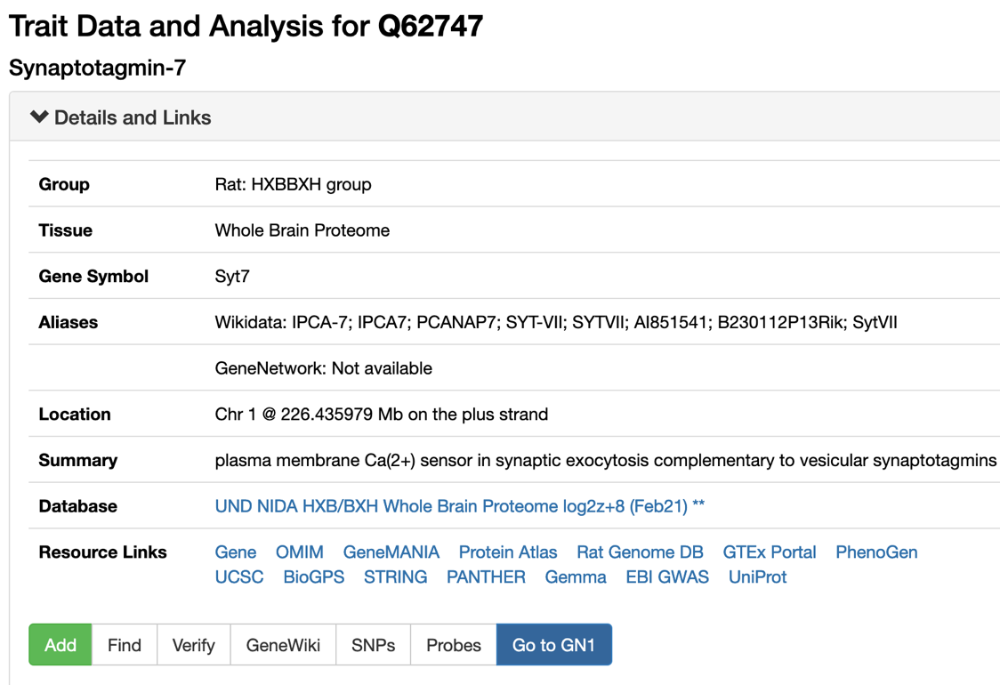 Trait Data and Analysis for Q62747
Synaptotagmin-7
Details and Links
Group Rat: HXBBXH group
Tissue Whole Brain Proteome
Gene Symbol Syt7
Aliases Wikidata: IPCA-7; IPCA7; PCANAP7; SYT-VII; SYTVII; AI851541; B230112P13Rik; SytVII
GeneNetwork: Not available
Location Chr 1 @ 226.435979 Mb on the plus strand
Summary plasma membrane Ca(2+) sensor in synaptic exocytosis complementary to vesicular synaptotagmins
Database UND NIDA HXB/BXH Whole Brain Proteome log2z+8 (Feb21) **
Resource Links Gene OMIM GeneMANIA Protein Atlas Rat Genome DB GTEx Portal PhenoGen
UCSC BioGPS STRING PANTHER Gemma EBI GWAS UniProt
Add Find Verify GeneWiki SNPs Probes Go to GN1